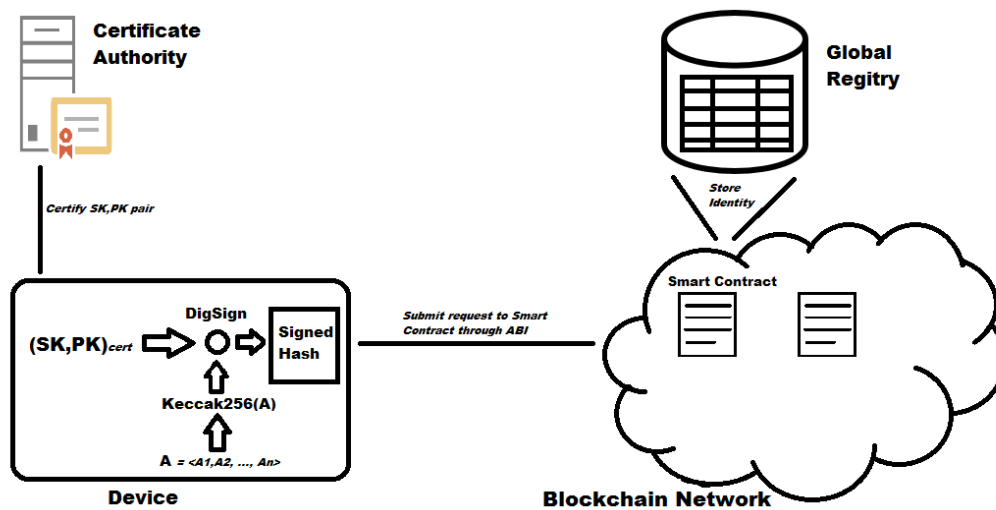 Certificate
Authority
Global
Regitry
Certify SK,PK pair
Store
Identity
Smart Contract
DigSign
(SK,PK)cert
Signed
Hash
Submit request to Smart
Contract through ABI
Keccak256(A)
A = <A1,A2, ..., An>
Device
Blockchain Network